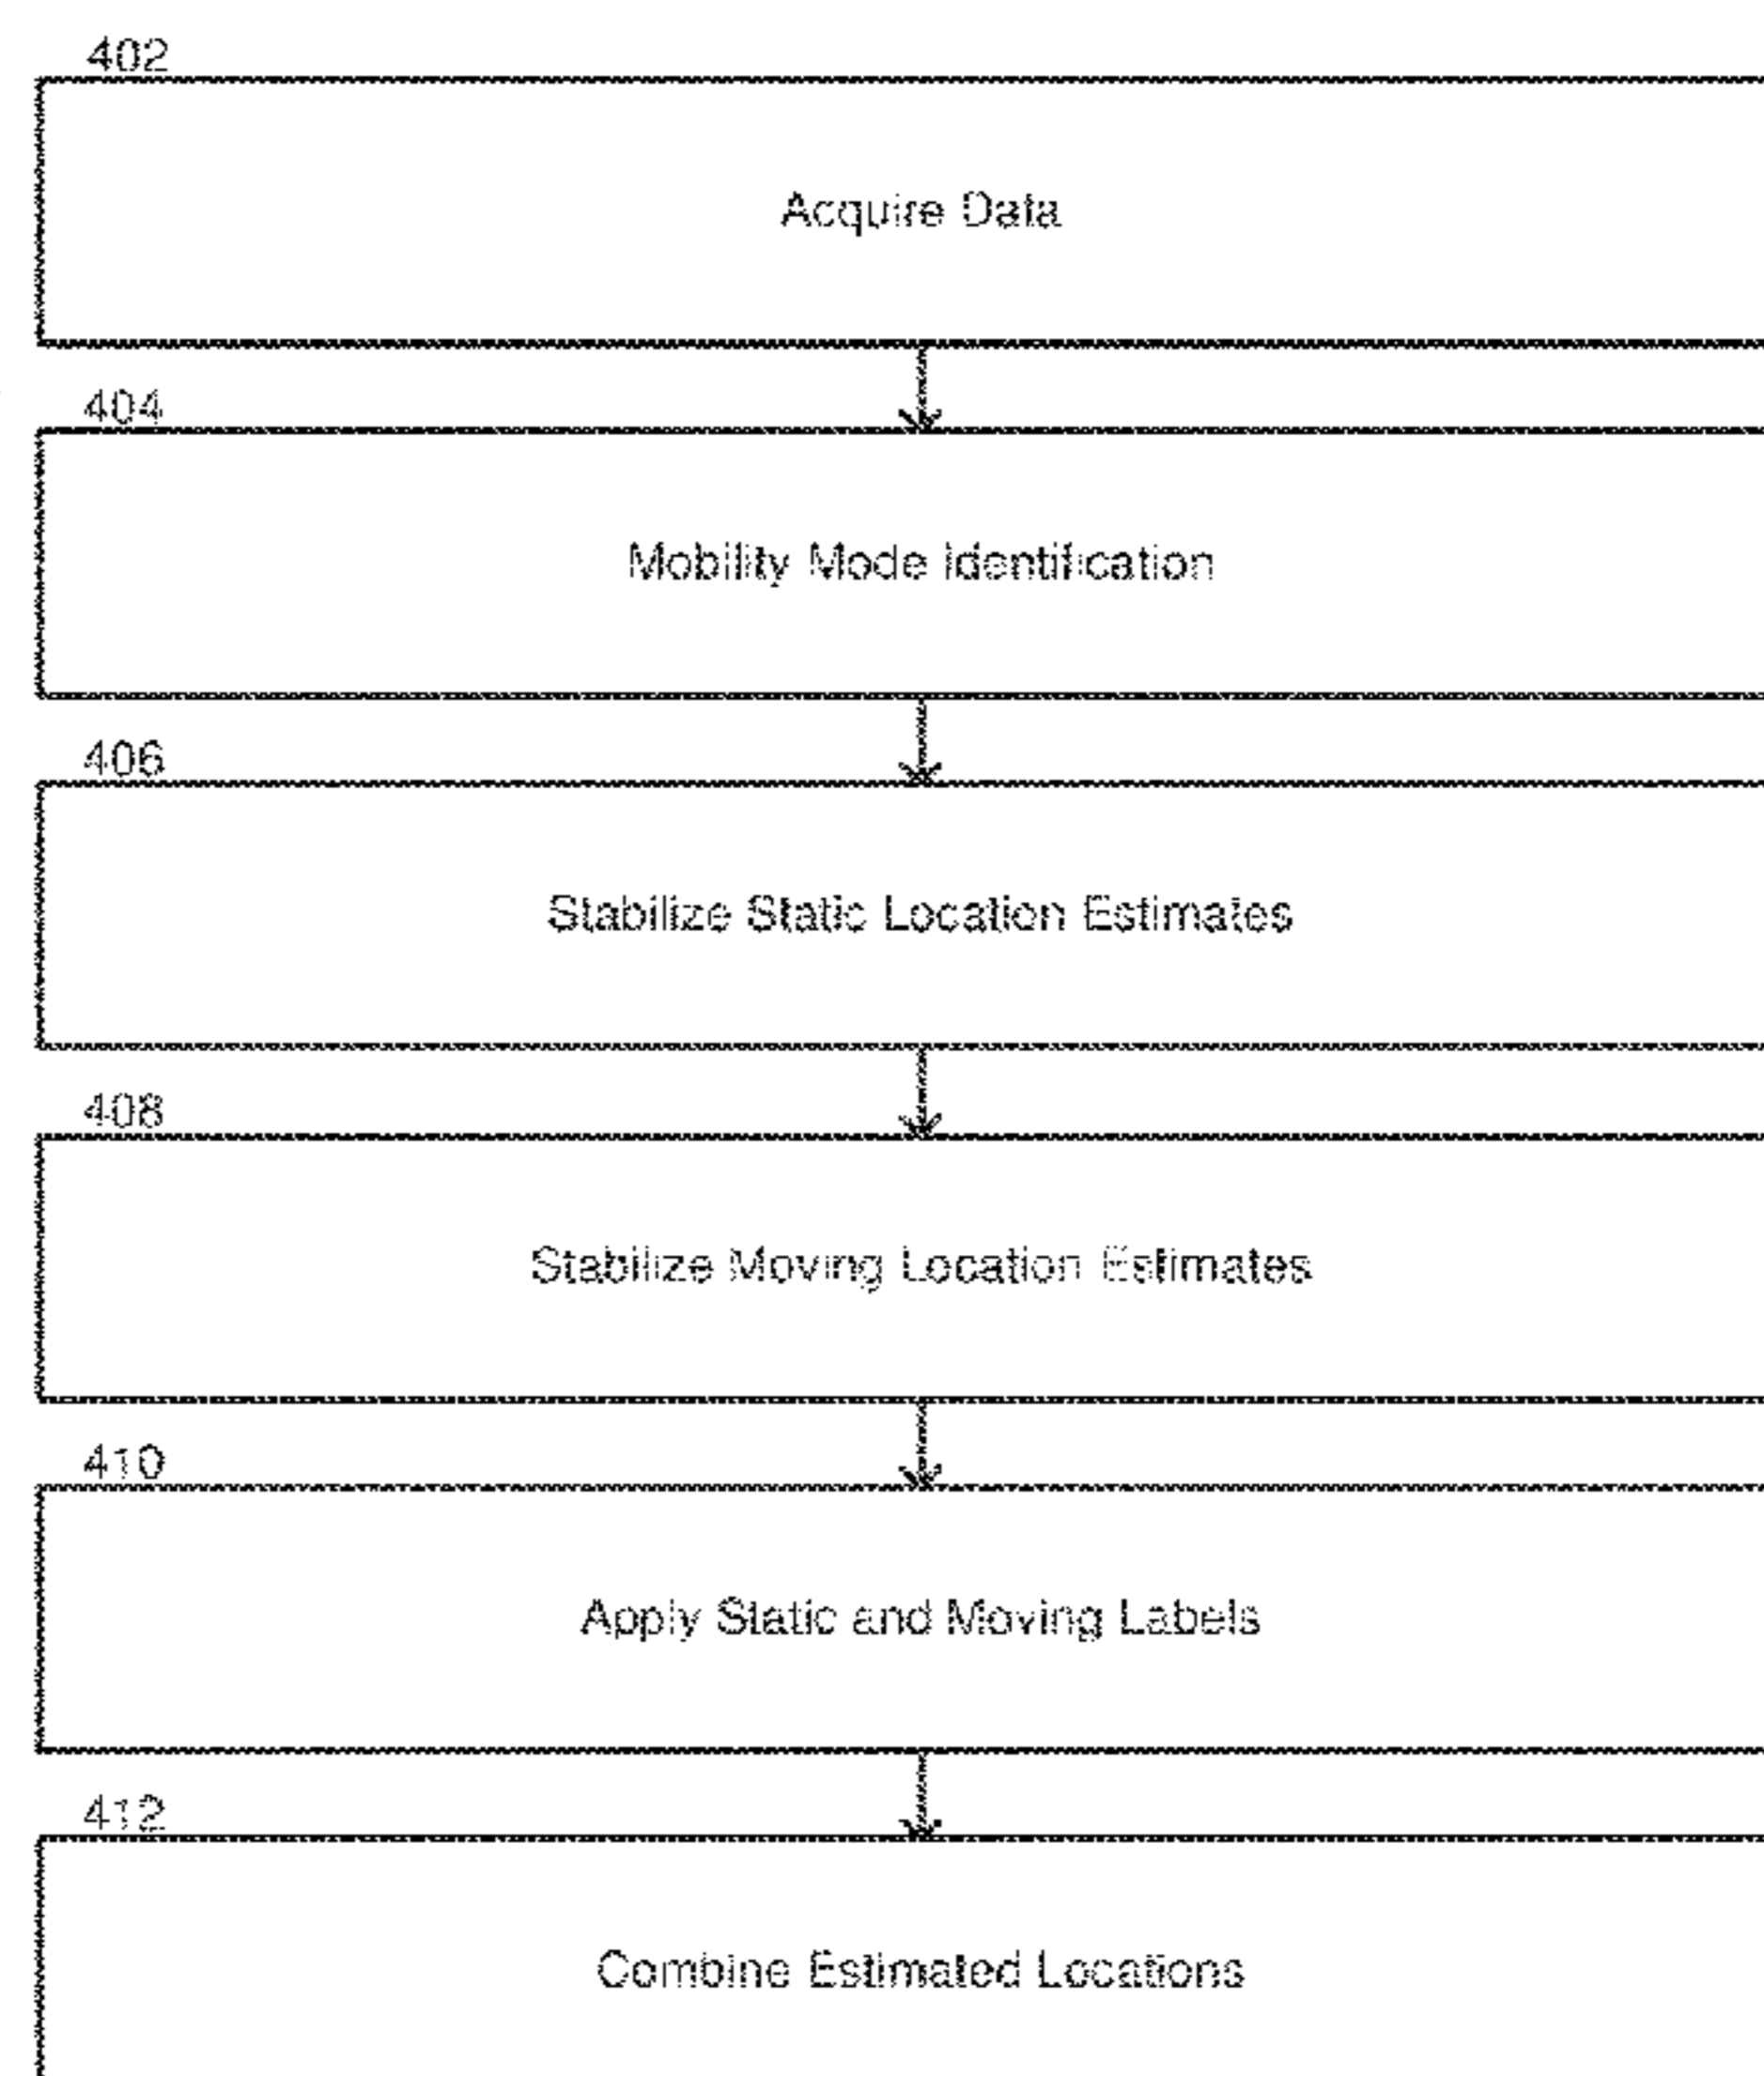 402
Acquire Data
404
Mobility Mode Identification
406
Stabilize Static Location Estimates
408
Stabilize Moving Location Estimates
410
Apply Static and Moving Labels
412
Combine Estimated Locations